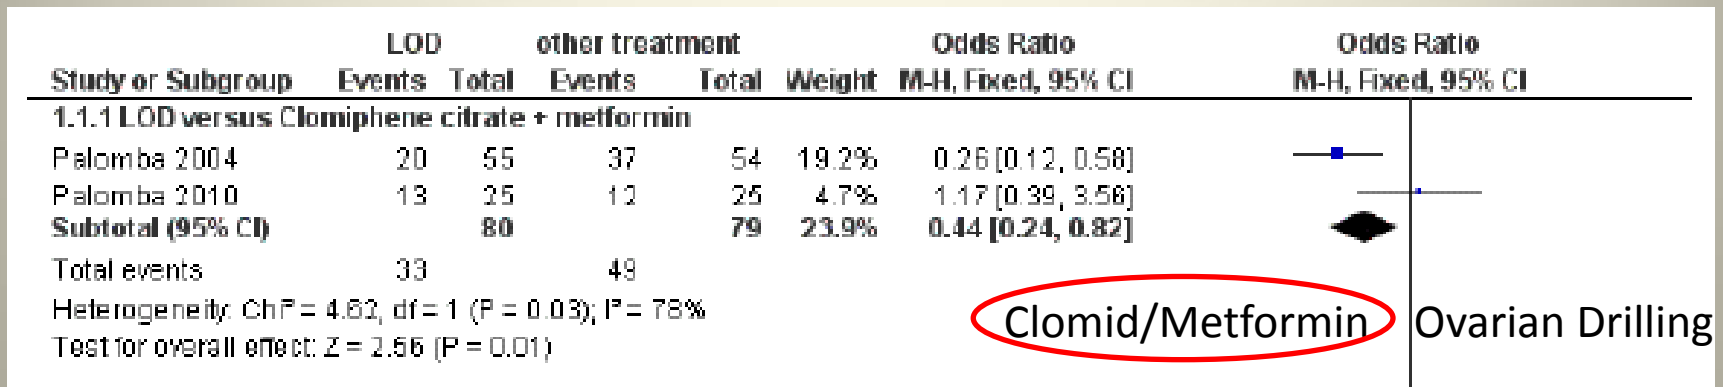 LOD other treatment Odds Ratio Odds Ratio
Study or Subgroup Events Total Events Total Weight M-H, Fixed, 95% CI M-H, Fixed, 95% CI
1.1.1 LOD versus Clomiphene citrate + metformin
Palomba 2004 20 55 37 54 19.2% 0.26 [0.12, 0.58]
Palomba 2010 13 25 12 25 4.7% 1.17 [0.39, 3.56]
Subtotal (95% CI) 80 79 23.9% 0.44 [0.24, 0.82]
Total events 33 49
Heterogeneity: Chi² = 4.62, df = 1 (P = 0.03); I² = 78%
Clomid/Metformin Ovarian Drilling
Test for overall effect: Z = 2.56 (P = 0.01)